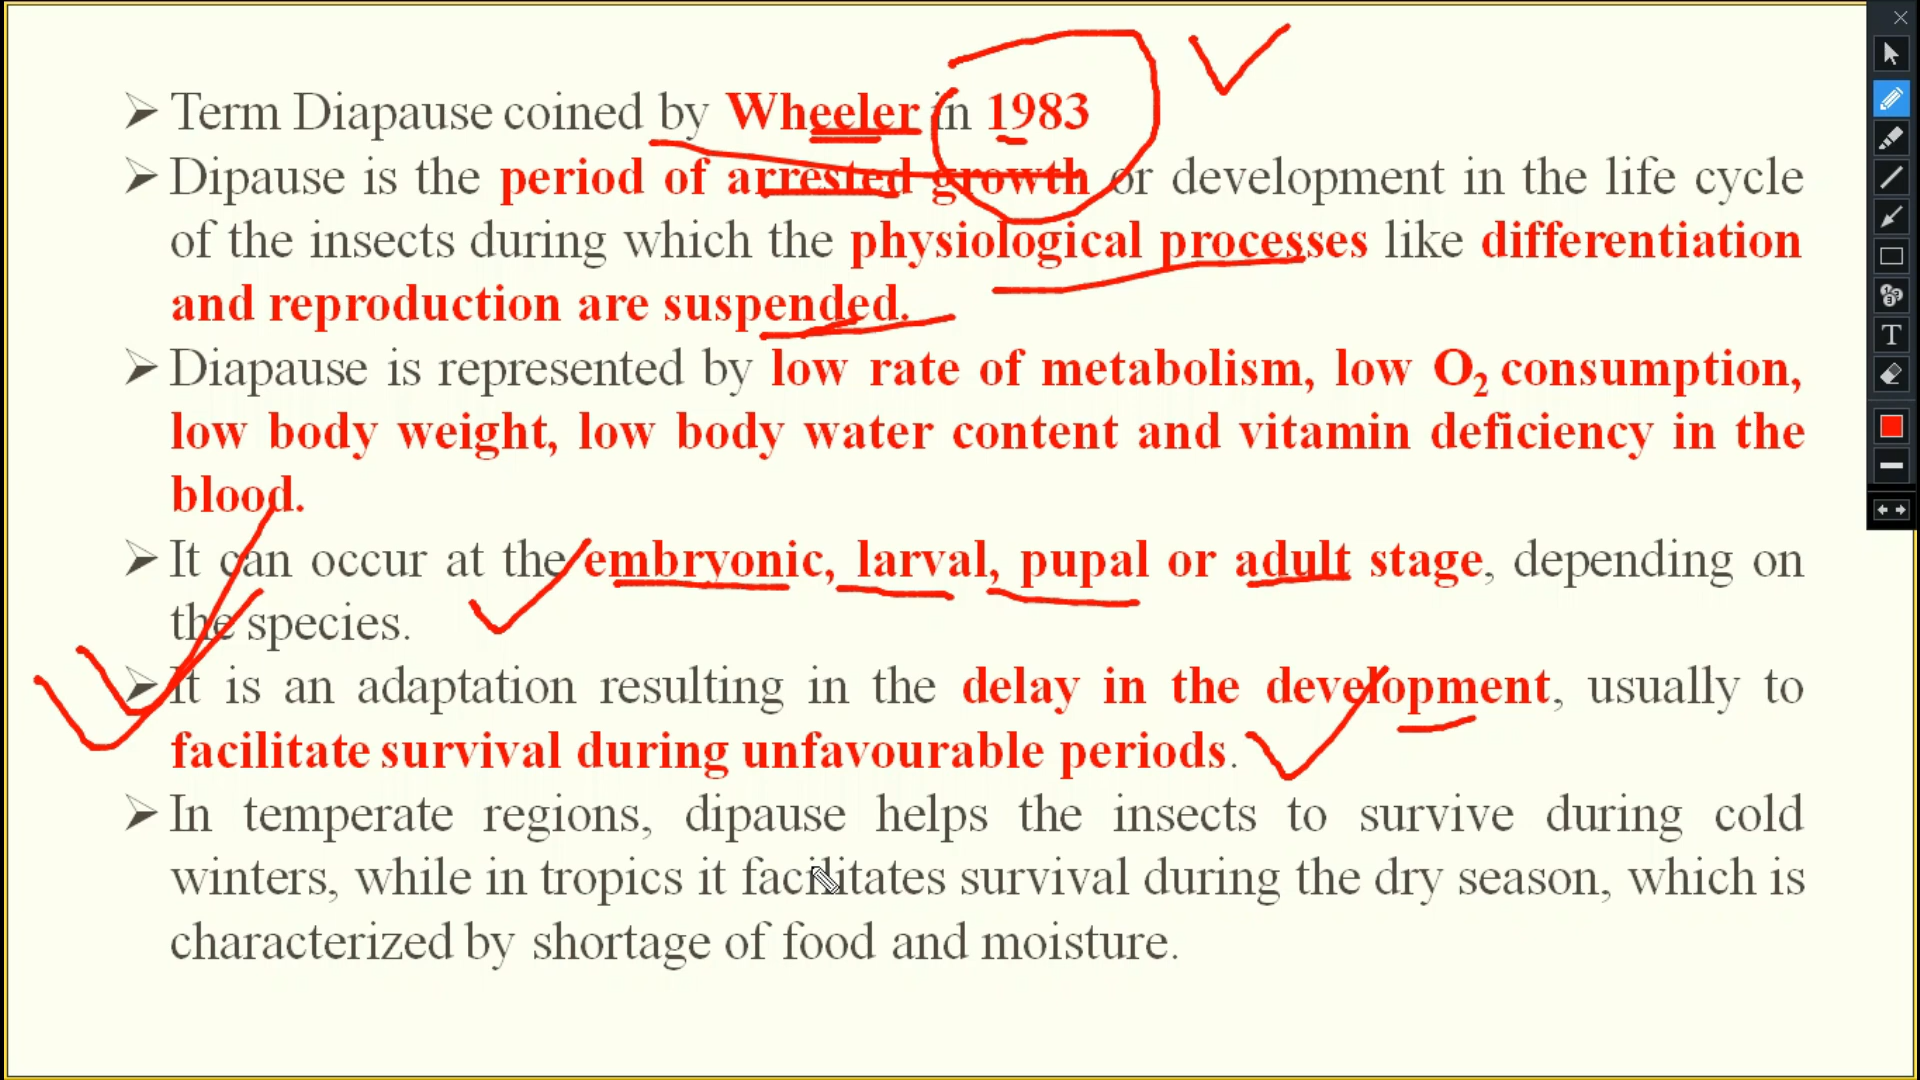 Term Diapause coined by Wheeler in 1983
Dipause is the period of arrested growth or development in the life cycle
of the insects during which the physiological processes like differentiation
and reproduction are suspended.
Diapause is represented by low rate of metabolism, low O2 consumption,
low body weight, low body water content and vitamin deficiency in the
blood.
It can occur at the embryonic, larval, pupal or adult stage, depending on
the species.
It is an adaptation resulting in the delay in the development, usually to
facilitate survival during unfavourable periods.
In temperate regions, dipause helps the insects to survive during cold
winters, while in tropics it facilitates survival during the dry season, which is
characterized by shortage of food and moisture.